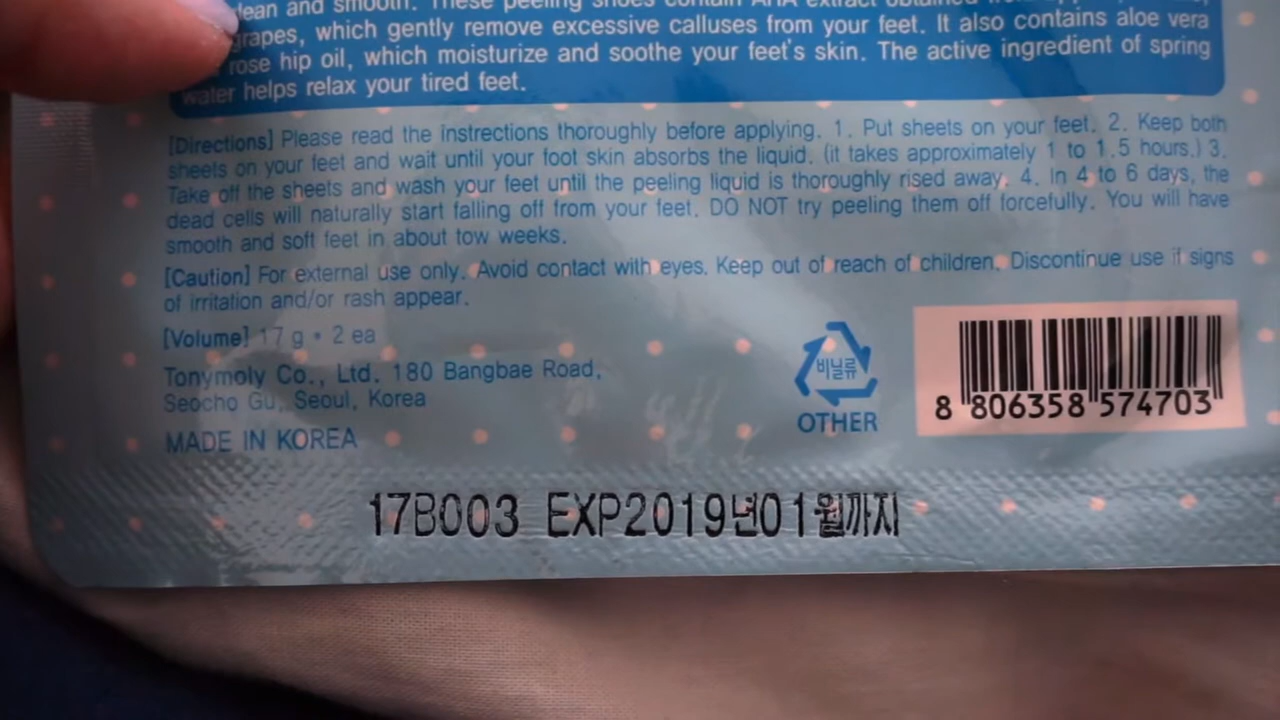 clean and smooth. These peeling shoes contain AHA extract obtained
grapes, which gently remove excessive calluses from your feet. It also contains aloe vera
rose hip oil, which moisturize and soothe your feet's skin. The active ingredient of spring
water helps relax your tired feet.
[Directions] Please read the instrections thoroughly before applying. 1. Put sheets on your feet. 2. Keep both
sheets on your feet and wait until your foot skin absorbs the liquid. (it takes approximately 1 to 1.5 hours.) 3.
Take off the sheets and wash your feet until the peeling liquid is thoroughly rised away. 4. In 4 to 6 days, the
dead cells will naturally start falling off from your feet. DO NOT try peeling them off forcefully. You will have
smooth and soft feet in about tow weeks.
[Caution] For external use only. Avoid contact with eyes. Keep out of reach of children. Discontinue use if signs
of irritation and/or rash appear.
[Volume] 17 g * 2 ea
Tonymoly Co., Ltd. 180 Bangbae Road,
Seocho Gu, Seoul, Korea
MADE IN KOREA
비닐류
OTHER
8 806358 574703
17B003 EXP2019년01월까지